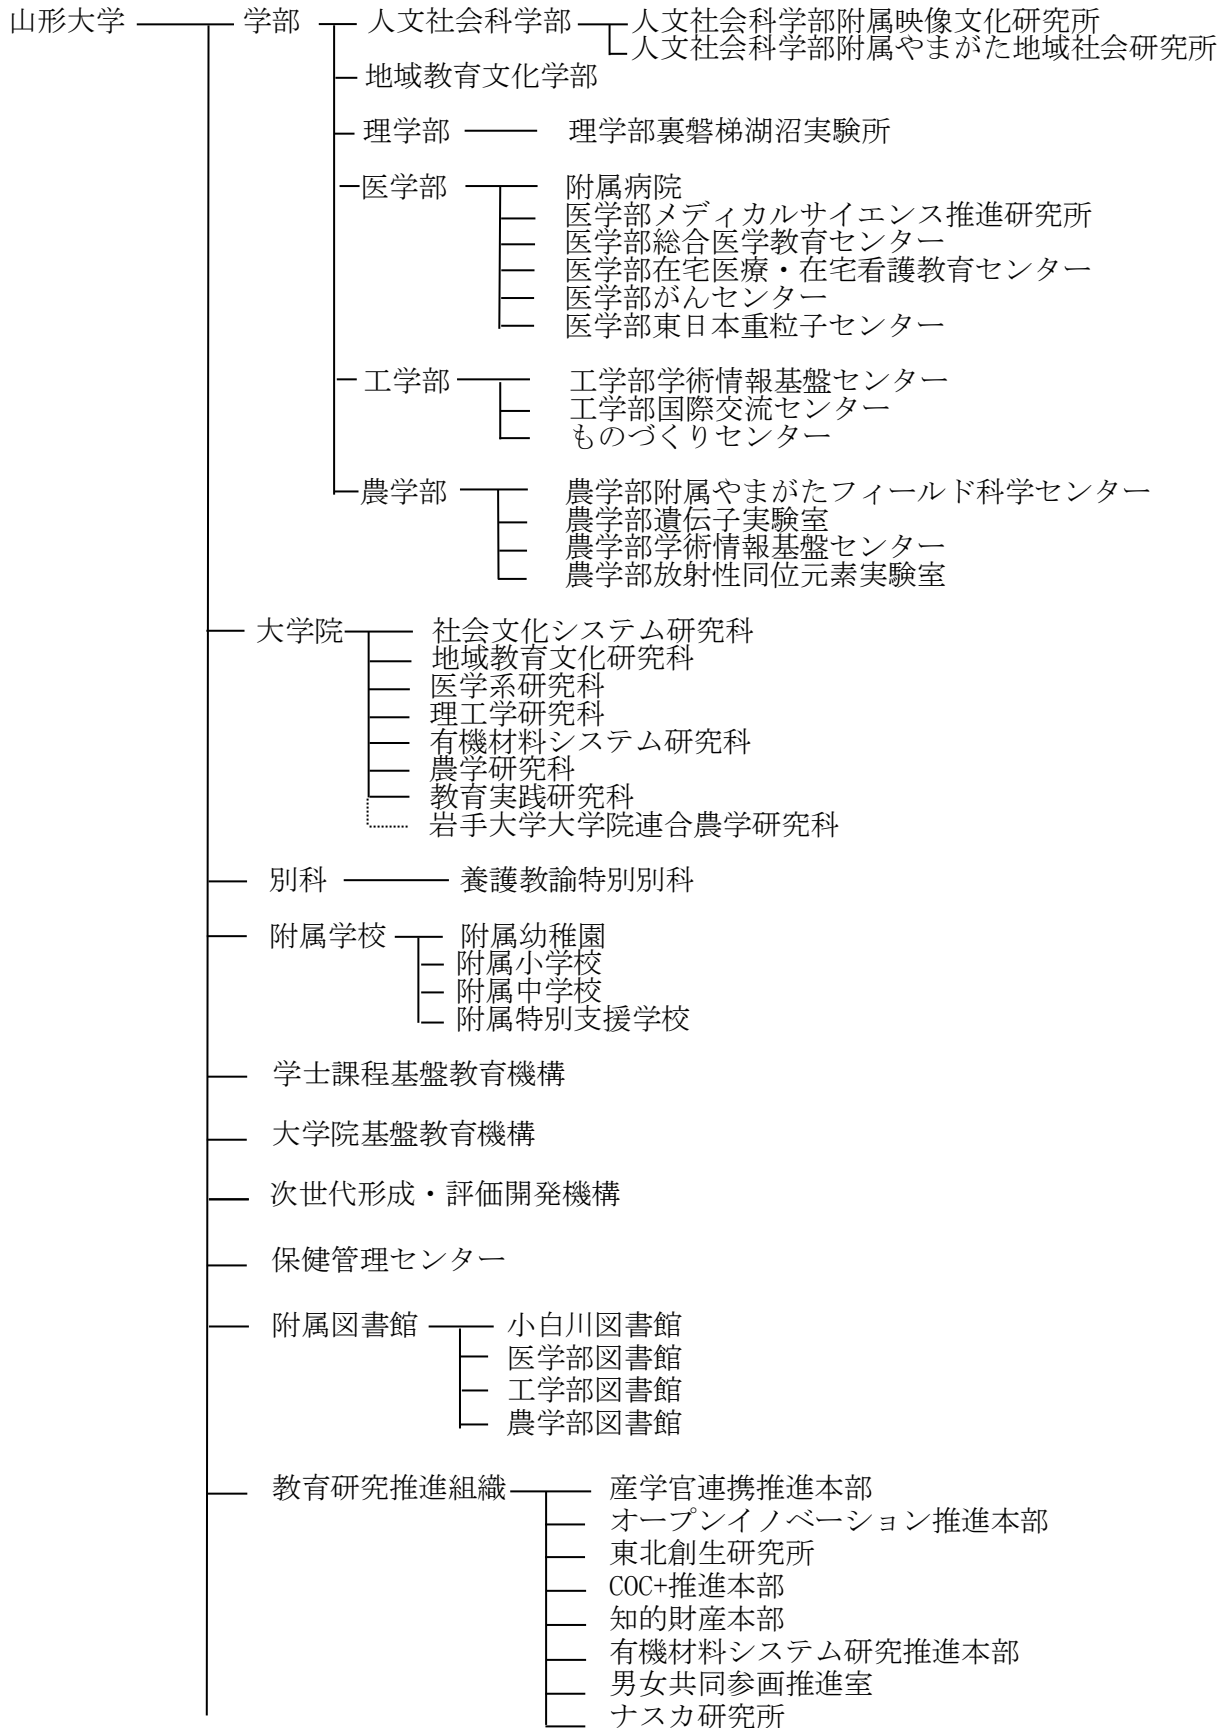 山形大学 学部 人文社会科学部 人文社会科学部附属映像文化研究所
人文社会科学部附属やまがた地域社会研究所
地域教育文化学部
理学部 理学部裏磐梯湖沼実験所
医学部 附属病院
医学部メディカルサイエンス推進研究所
医学部総合医学教育センター
医学部在宅医療・在宅看護教育センター
医学部がんセンター
医学部東日本重粒子センター
工学部 工学部学術情報基盤センター
工学部国際交流センター
ものづくりセンター
農学部 農学部附属やまがたフィールド科学センター
農学部遺伝子実験室
農学部学術情報基盤センター
農学部放射性同位元素実験室
大学院 社会文化システム研究科
地域教育文化研究科
医学系研究科
理工学研究科
有機材料システム研究科
農学研究科
教育実践研究科
岩手大学大学院連合農学研究科
別科 養護教諭特別別科
附属学校 附属幼稚園
附属小学校
附属中学校
附属特別支援学校
学士課程基盤教育機構
大学院基盤教育機構
次世代形成・評価開発機構
保健管理センター
附属図書館 小白川図書館
医学部図書館
工学部図書館
農学部図書館
教育研究推進組織 産学官連携推進本部
オープンイノベーション推進本部
東北創生研究所
COC+推進本部
知的財産本部
有機材料システム研究推進本部
男女共同参画推進室
ナスカ研究所